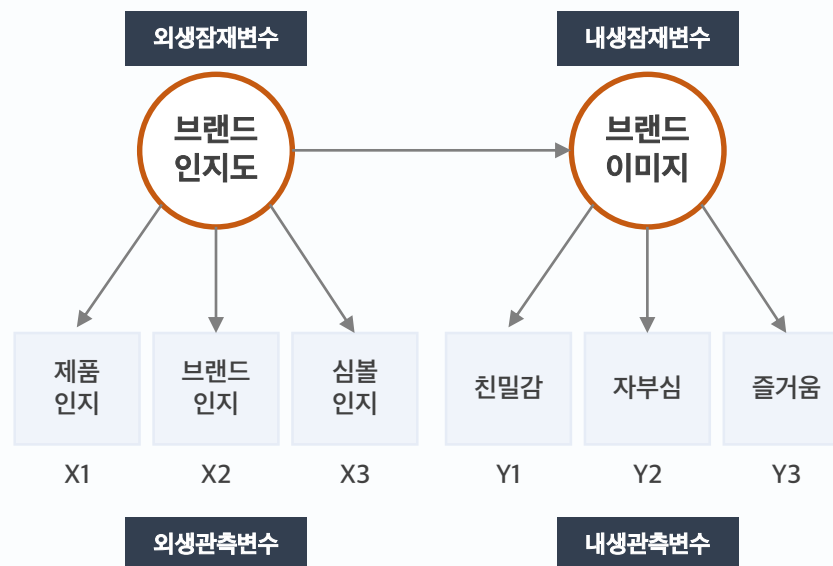 외생잠재변수
내생잠재변수
브랜드
인지도
브랜드
이미지
제품
인지
브랜드
인지
심볼
인지
친밀감
자부심
즐거움
X1
X2
X3
Y1
Y2
Y3
외생관측변수
내생관측변수